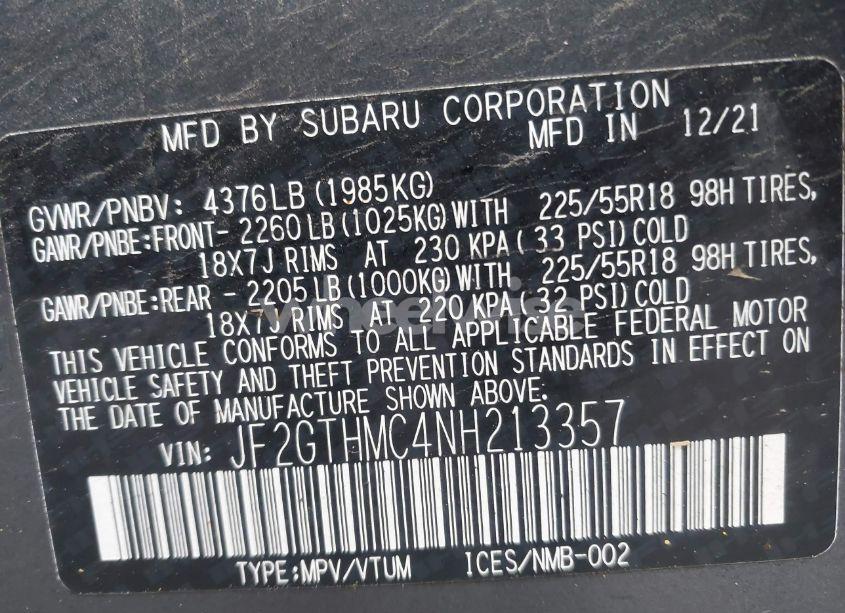 MFD BY SUBARU CORPORATION
MFD IN 12/21
GVWR/PNBV: 4376LB (1985KG)
GAWR/PNBE:FRONT- 2260 LB (1025KG) WITH 225/55R18 98H TIRES,
18X7J RIMS AT 230 KPA ( 33 PSI) COLD
GAWR/PNBE:REAR - 2205 LB (1000KG) WITH 225/55R18 98H TIRES,
18X7J RIMS AT 220 KPA ( 32 PSI) COLD
THIS VEHICLE CONFORMS TO ALL APPLICABLE FEDERAL MOTOR
VEHICLE SAFETY AND THEFT PREVENTION STANDARDS IN EFFECT ON
THE DATE OF MANUFACTURE SHOWN ABOVE.
VIN: JF2GTHMC4NH213357
TYPE:MPV/VTUM ICES/NMB-002